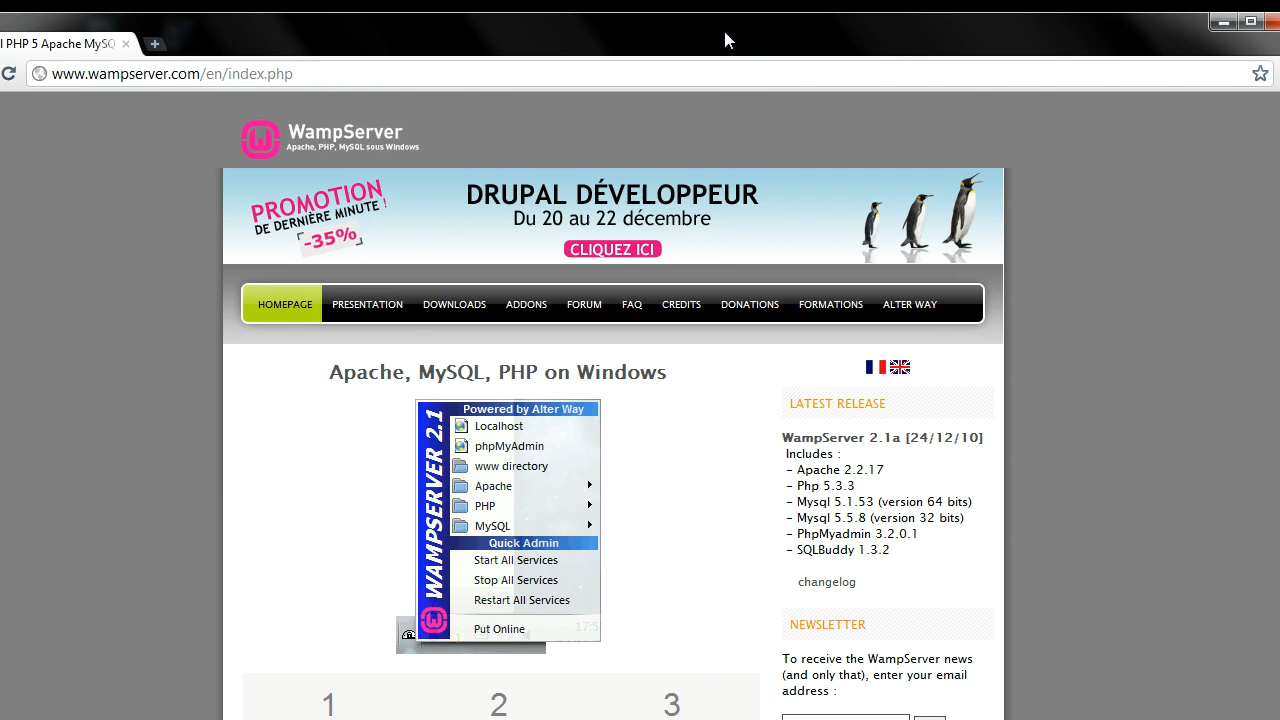 I PHP 5 Apache MySQ
www.wampserver.com/en/index.php
WampServer
Apache, PHP, MySQL sous Windows
PROMOTION
DE DERNIÈRE MINUTE !
-35%
DRUPAL DÉVELOPPEUR
Du 20 au 22 décembre
CLIQUEZ ICI
HOMEPAGE PRESENTATION DOWNLOADS ADDONS FORUM FAQ CREDITS DONATIONS FORMATIONS ALTER WAY
Apache, MySQL, PHP on Windows
WAMPSERVER 2.1
Powered by Alter Way
Localhost
phpMyAdmin
www directory
Apache
PHP
MySQL
Quick Admin
Start All Services
Stop All Services
Restart All Services
Put Online
1 2 3
LATEST RELEASE
WampServer 2.1a [24/12/10]
Includes :
- Apache 2.2.17
- Php 5.3.3
- Mysql 5.1.53 (version 64 bits)
- Mysql 5.5.8 (version 32 bits)
- PhpMyadmin 3.2.0.1
- SQLBuddy 1.3.2
changelog
NEWSLETTER
To receive the WampServer news
(and only that), enter your email
address :